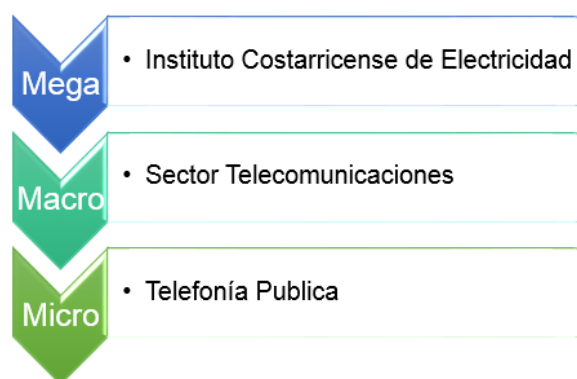 Mega
• Instituto Costarricense de Electricidad
Macro
• Sector Telecomunicaciones
Micro
• Telefonía Publica